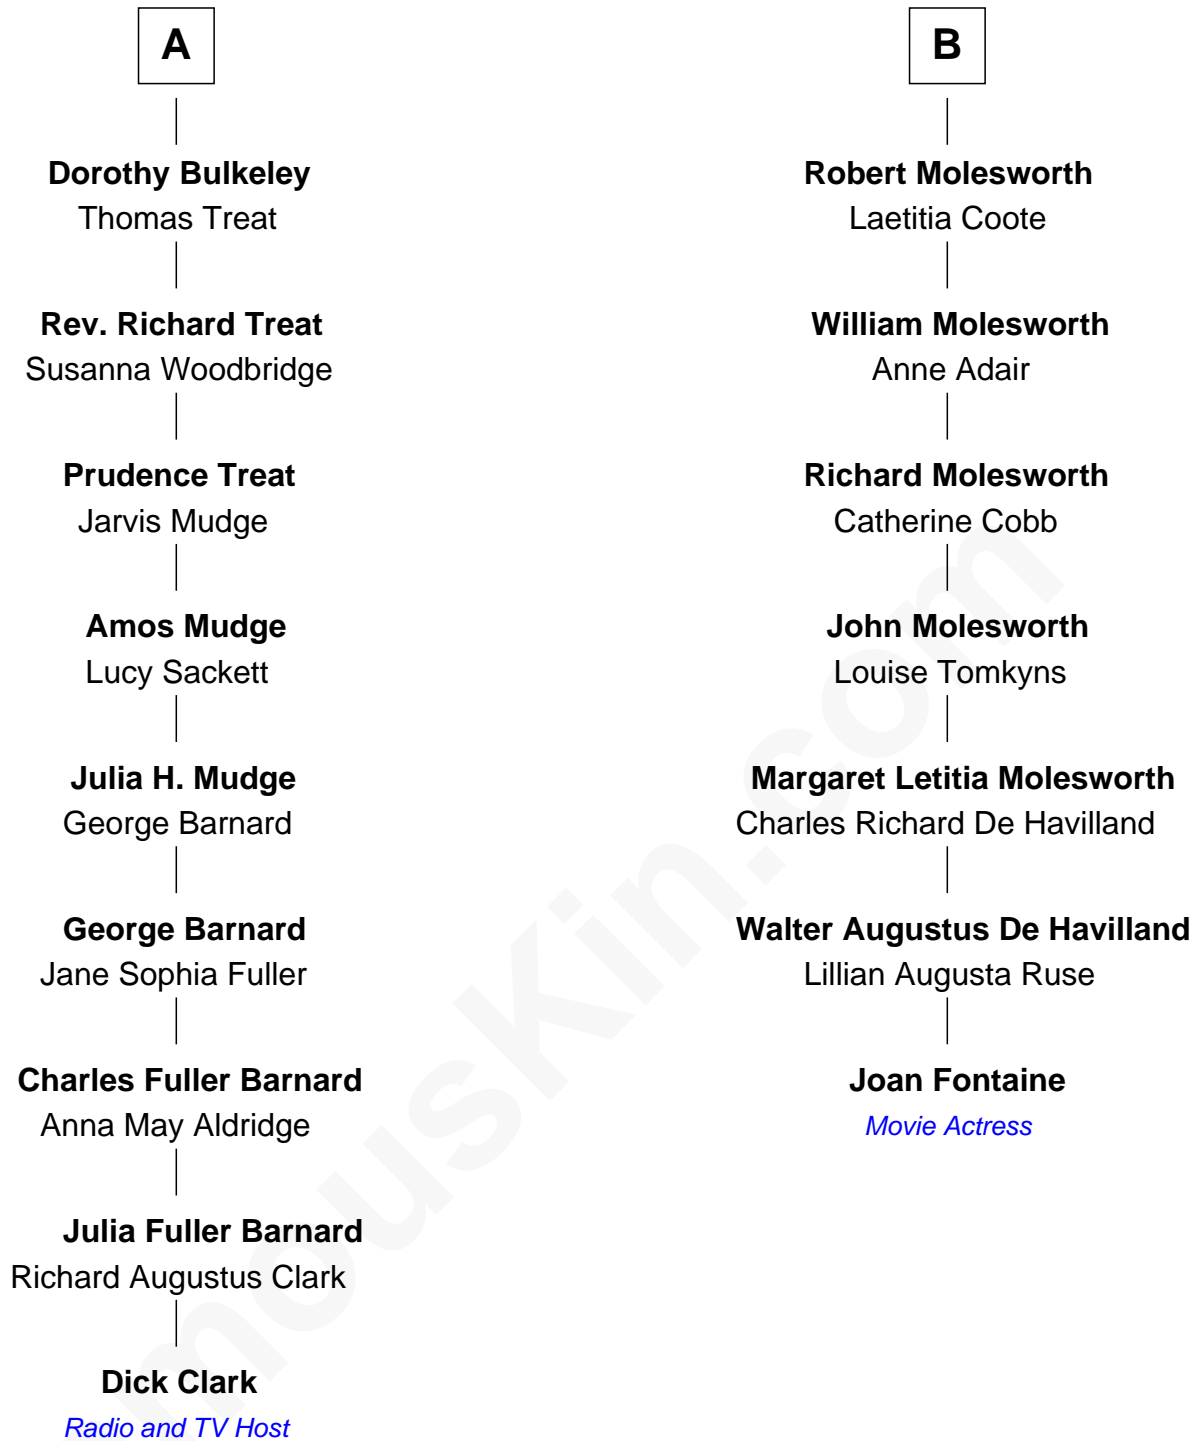 A
Dorothy Bulkeley
Thomas Treat
Rev. Richard Treat
Susanna Woodbridge
Prudence Treat
Jarvis Mudge
Amos Mudge
Lucy Sackett
Julia H. Mudge
George Barnard
George Barnard
Jane Sophia Fuller
Charles Fuller Barnard
Anna May Aldridge
Julia Fuller Barnard
Richard Augustus Clark
Dick Clark
Radio and TV Host
B
Robert Molesworth
Laetitia Coote
William Molesworth
Anne Adair
Richard Molesworth
Catherine Cobb
John Molesworth
Louise Tomkyns
Margaret Letitia Molesworth
Charles Richard De Havilland
Walter Augustus De Havilland
Lillian Augusta Ruse
Joan Fontaine
Movie Actress
mousKin.com